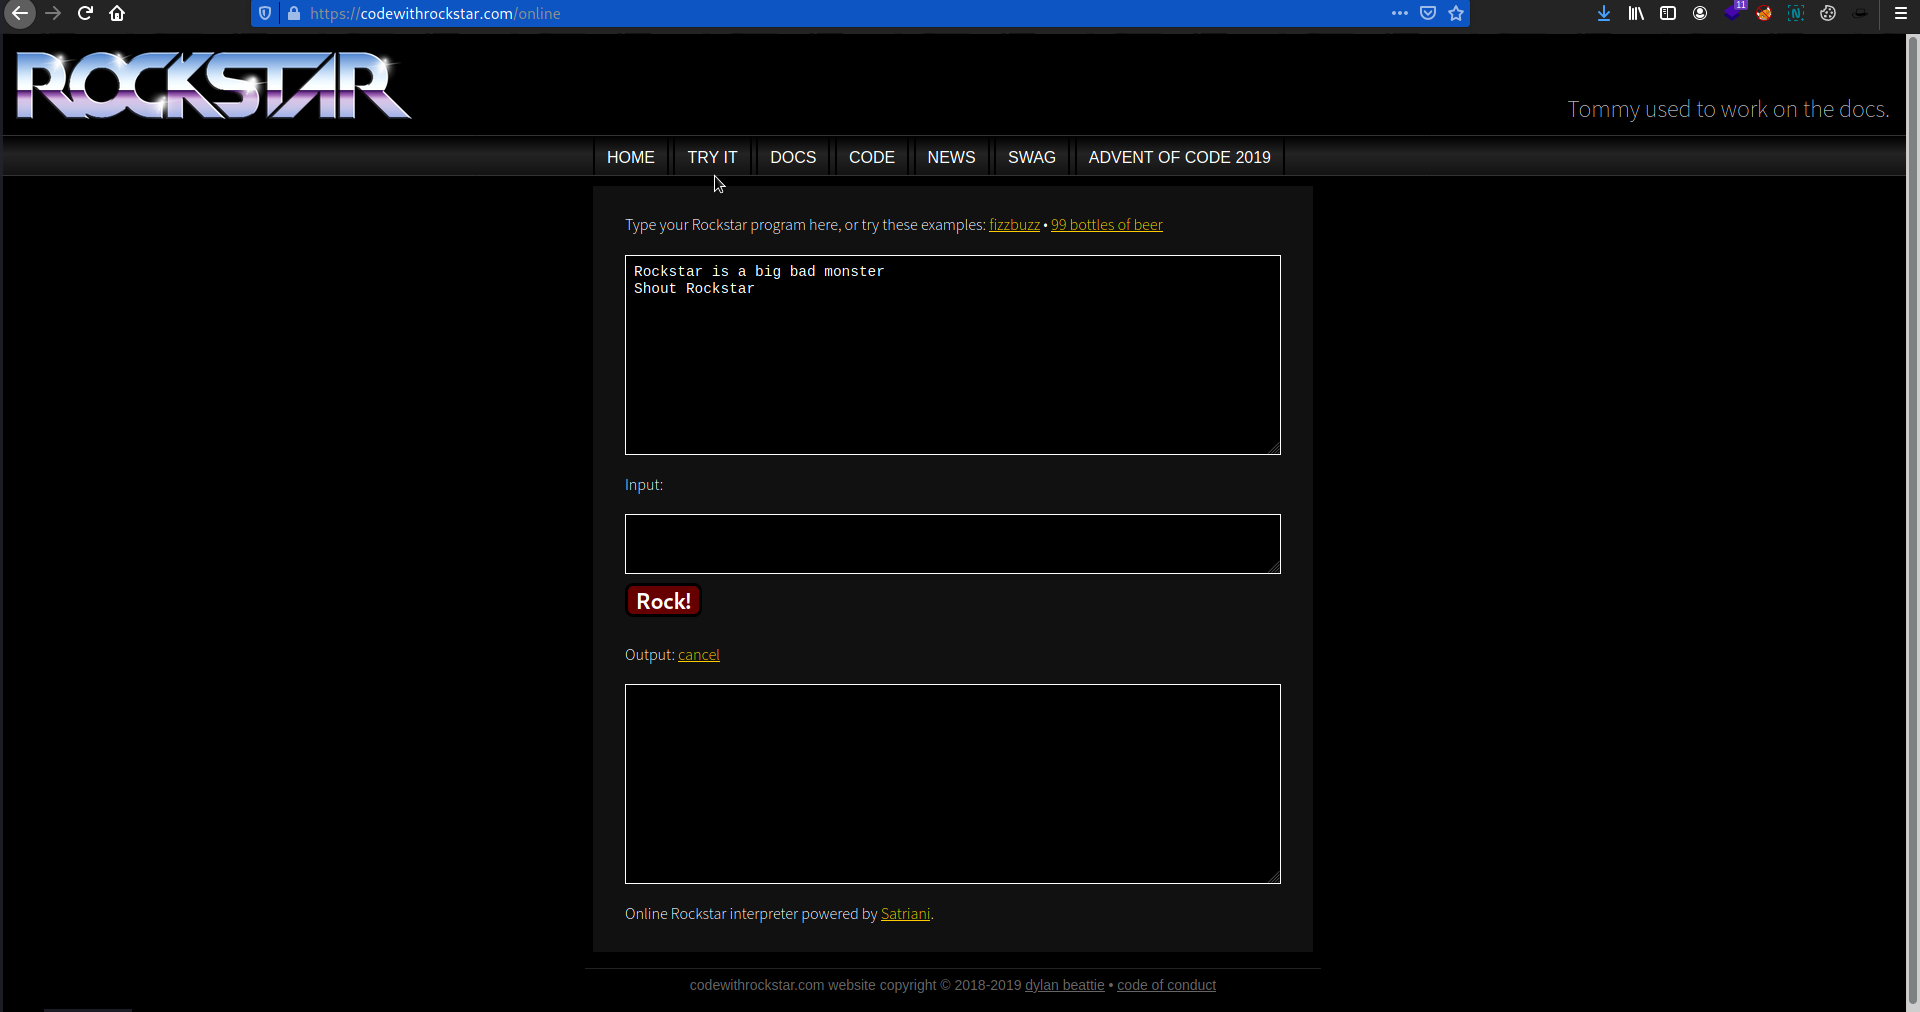 https://codewithrockstar.com/online
11
ROCKSTAR
Tommy used to work on the docs.
HOME TRY IT DOCS CODE NEWS SWAG ADVENT OF CODE 2019
Type your Rockstar program here, or try these examples: fizzbuzz • 99 bottles of beer
Rockstar is a big bad monster
Shout Rockstar
Input:
Rock!
Output: cancel
Online Rockstar interpreter powered by Satriani.
codewithrockstar.com website copyright © 2018-2019 dylan beattie • code of conduct